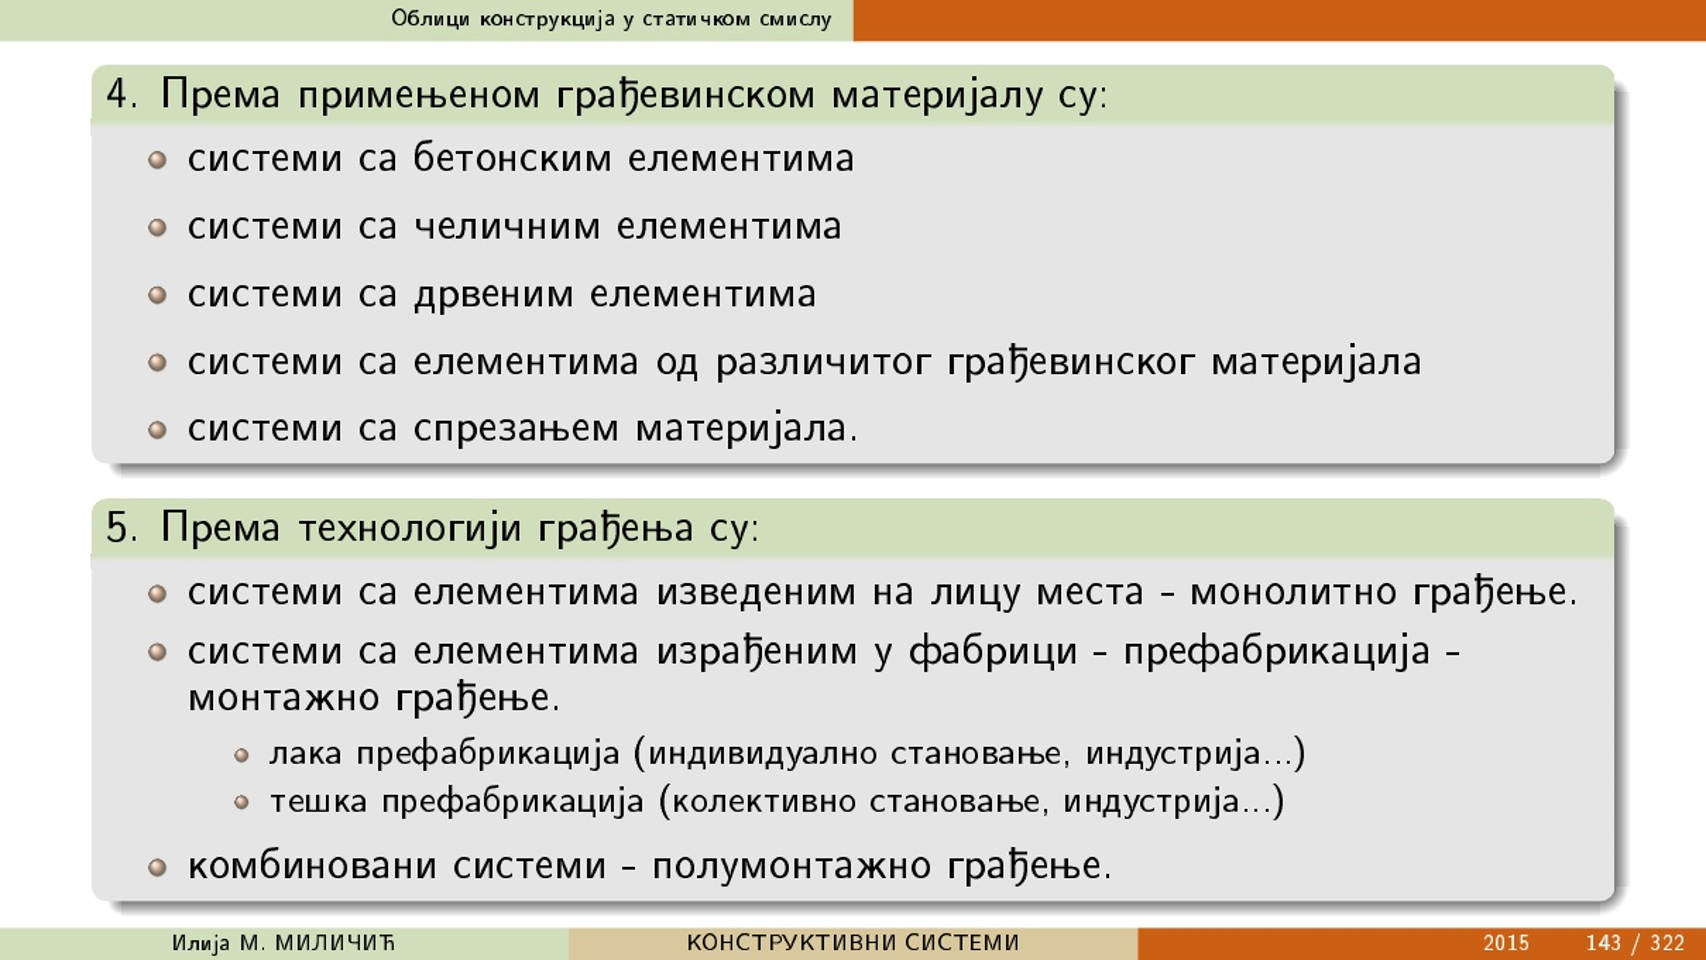 Облици конструкција у статичком смислу
4. Према примењеном грађевинском материјалу су:
системи са бетонским елементима
системи са челичним елементима
системи са дрвеним елементима
системи са елементима од различитог грађевинског материјала
системи са спрезањем материјала.
5. Према технологији грађења су:
системи са елементима изведеним на лицу места - монолитно грађење.
системи са елементима израђеним у фабрици - префабрикација -
монтажно грађење.
лака префабрикација (индивидуално становање, индустрија...)
тешка префабрикација (колективно становање, индустрија...)
комбиновани системи - полумонтажно грађење.
Илија М. МИЛИЧИЋ КОНСТРУКТИВНИ СИСТЕМИ 2015 143 / 322